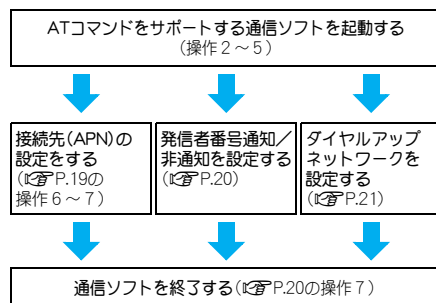 ATコマンドをサポートする通信ソフトを起動する
（操作2～5）
接続先（APN）の
設定をする
（☞P.19の
操作6～7）
発信者番号通知／
非通知を設定する
（☞P.20）
ダイヤルアップ
ネットワークを
設定する
（☞P.21）
通信ソフトを終了する（☞P.20の操作7）